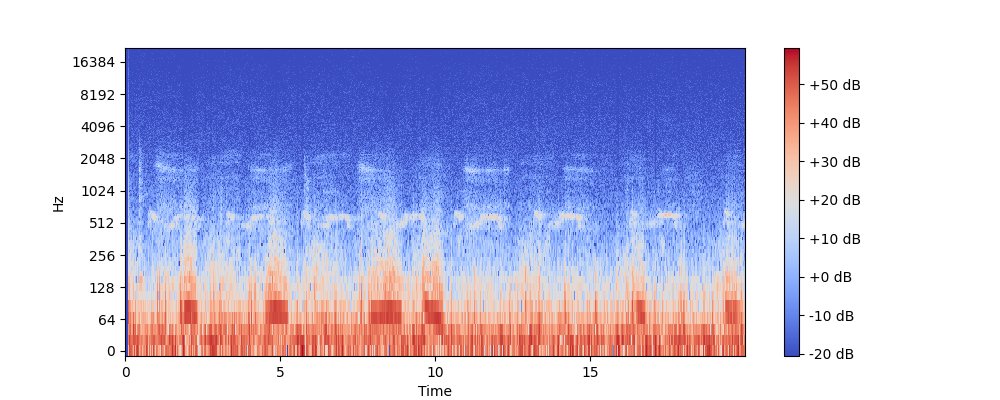 Hz
16384
8192
4096
2048
1024
512
256
128
64
0
0 5 10 15
Time
+50 dB
+40 dB
+30 dB
+20 dB
+10 dB
+0 dB
-10 dB
-20 dB